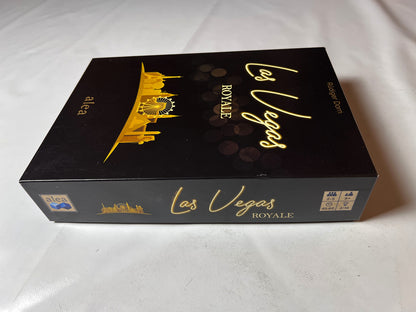 Rüdiger Dorn
Las Vegas
ROYALE
alea
alea
Las Vegas
ROYALE